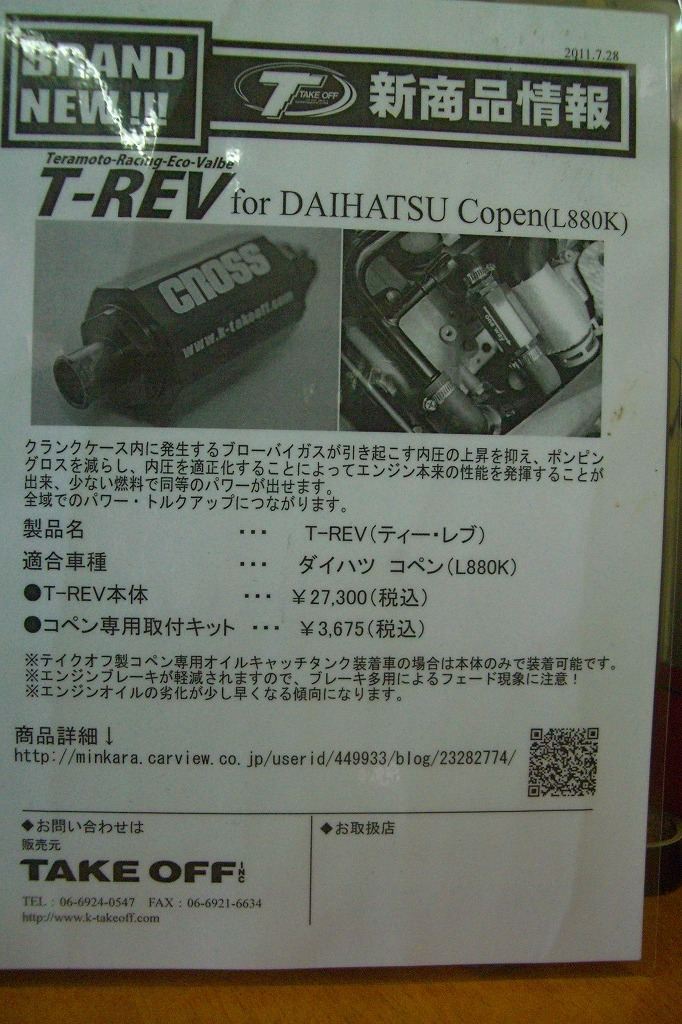 2011.7.28
BRAND
NEW!!!
T TAKE OFF
新商品情報
Teramoto-Racing-Eco-Valbe
T-REV for DAIHATSU Copen(L880K)
CROSS
www.k-takeoff.com
クランクケース内に発生するブローバイガスが引き起こす内圧の上昇を抑え、ポンピン
グロスを減らし、内圧を適正化することによってエンジン本来の性能を発揮することが
出来、少ない燃料で同等のパワーが出せます。
全域でのパワー・トルクアップにつながります。
製品名 ・・・ T-REV(ティー・レブ)
適合車種 ・・・ ダイハツ コペン(L880K)
●T-REV本体 ・・・ ￥27,300(税込)
●コペン専用取付キット ・・・ ￥3,675(税込)
※テイクオフ製コペン専用オイルキャッチタンク装着車の場合は本体のみで装着可能です。
※エンジンブレーキが軽減されますので、ブレーキ多用によるフェード現象に注意！
※エンジンオイルの劣化が少し早くなる傾向になります。
商品詳細↓
http://minkara.carview.co.jp/userid/449933/blog/23282774/
◆お問い合わせは
販売元
TAKE OFF INC
TEL : 06-6924-0547 FAX : 06-6921-6634
http://www.k-takeoff.com
◆お取扱店